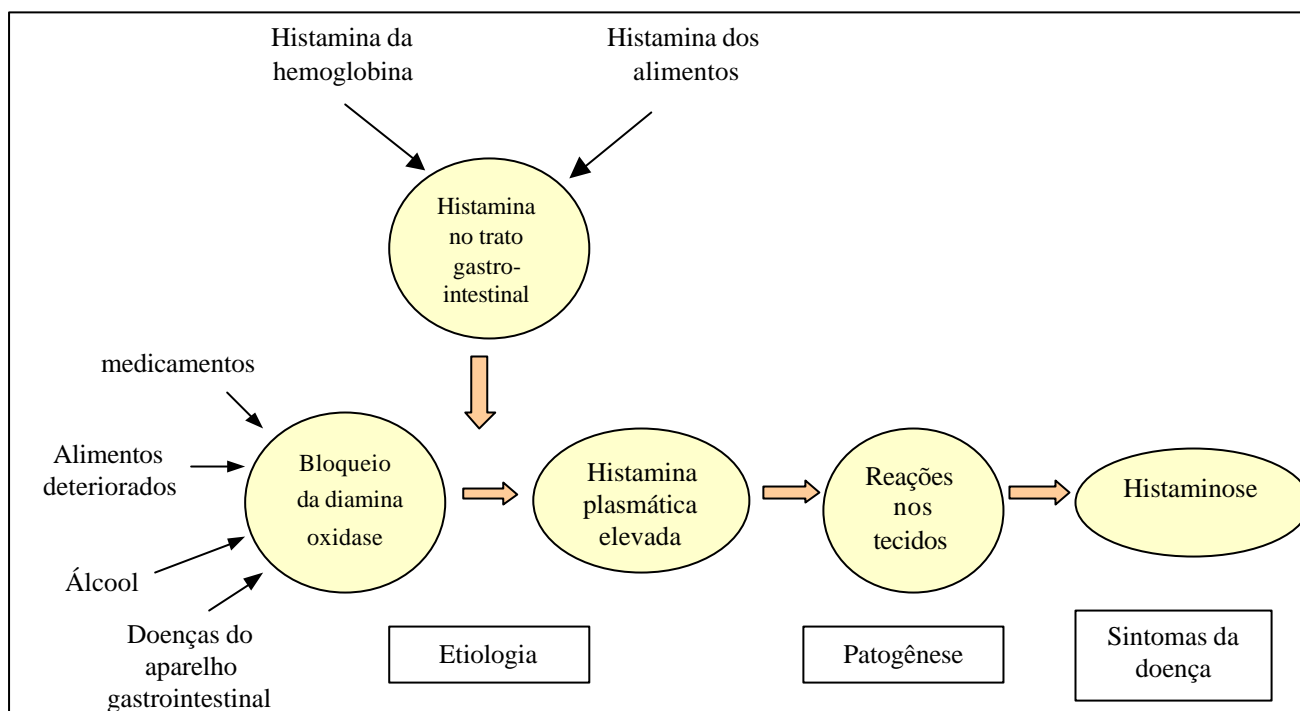 Histamina da
hemoglobina
Histamina dos
alimentos
Histamina
no trato
gastro-
intestinal
medicamentos
Alimentos
deteriorados
Álcool
Doenças do
aparelho
gastrointestinal
Bloqueio
da diamina
oxidase
Histamina
plasmática
elevada
Reações
nos
tecidos
Histaminose
Etiologia
Patogênese
Sintomas da
doença